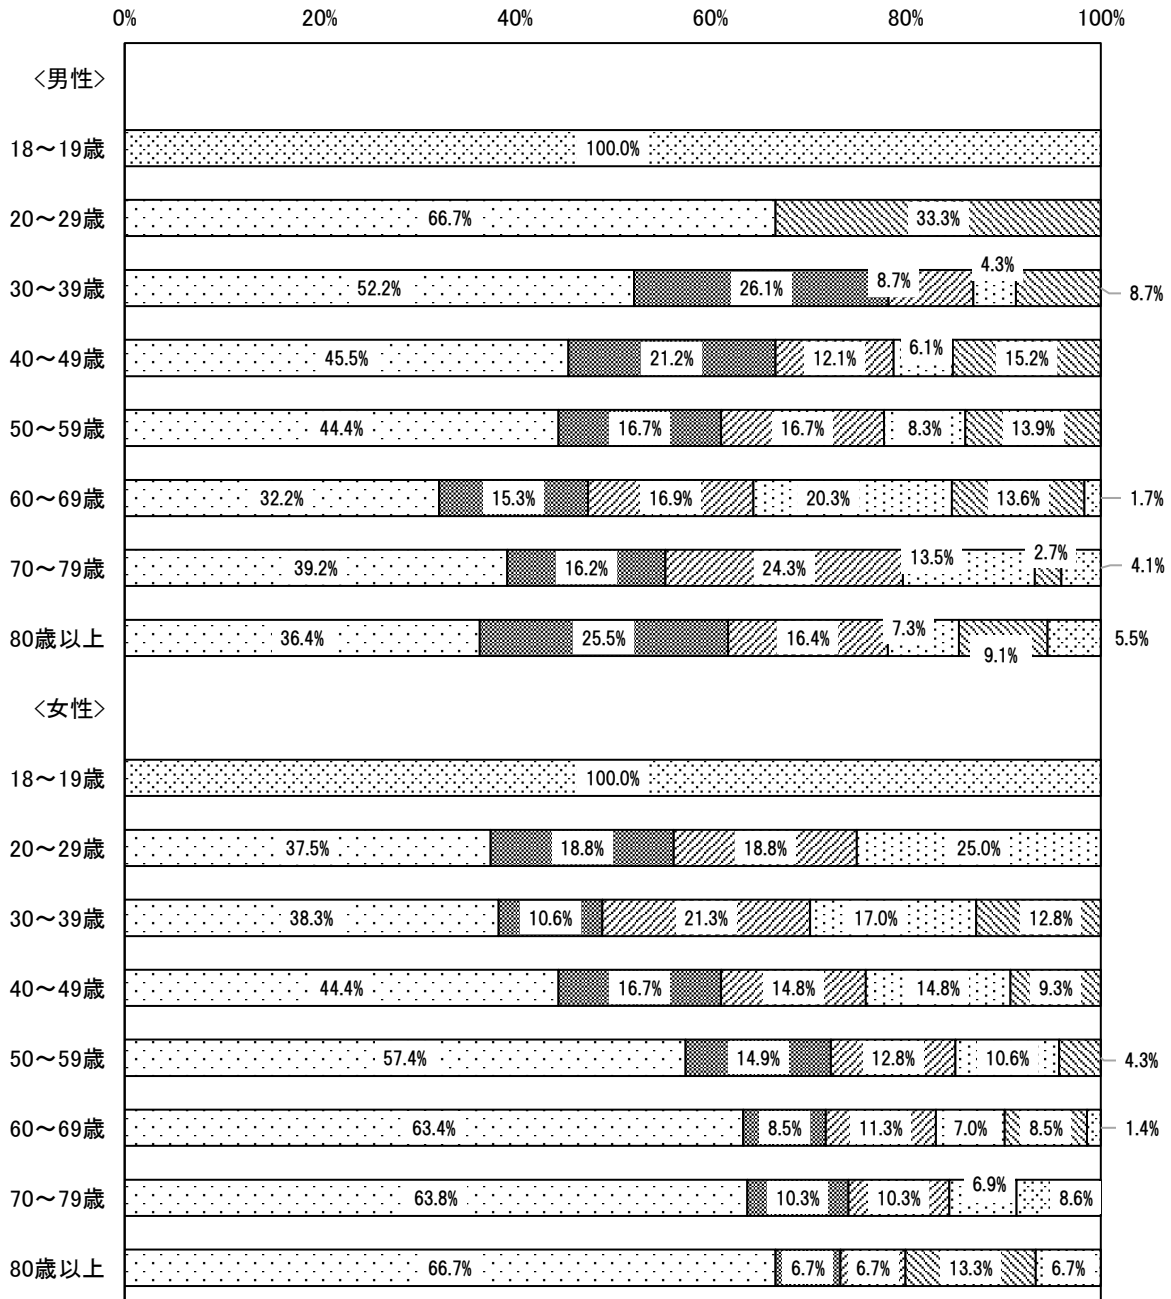 0% 20% 40% 60% 80% 100%
<男性>
18～19歳 100.0%
20～29歳 66.7% 33.3%
30～39歳 52.2% 26.1% 8.7% 4.3% 8.7%
40～49歳 45.5% 21.2% 12.1% 6.1% 15.2%
50～59歳 44.4% 16.7% 16.7% 8.3% 13.9%
60～69歳 32.2% 15.3% 16.9% 20.3% 13.6% 1.7%
70～79歳 39.2% 16.2% 24.3% 13.5% 2.7% 4.1%
80歳以上 36.4% 25.5% 16.4% 7.3% 9.1% 5.5%
<女性>
18～19歳 100.0%
20～29歳 37.5% 18.8% 18.8% 25.0%
30～39歳 38.3% 10.6% 21.3% 17.0% 12.8%
40～49歳 44.4% 16.7% 14.8% 14.8% 9.3%
50～59歳 57.4% 14.9% 12.8% 10.6% 4.3%
60～69歳 63.4% 8.5% 11.3% 7.0% 8.5% 1.4%
70～79歳 63.8% 10.3% 10.3% 6.9% 8.6%
80歳以上 66.7% 6.7% 6.7% 13.3% 6.7%